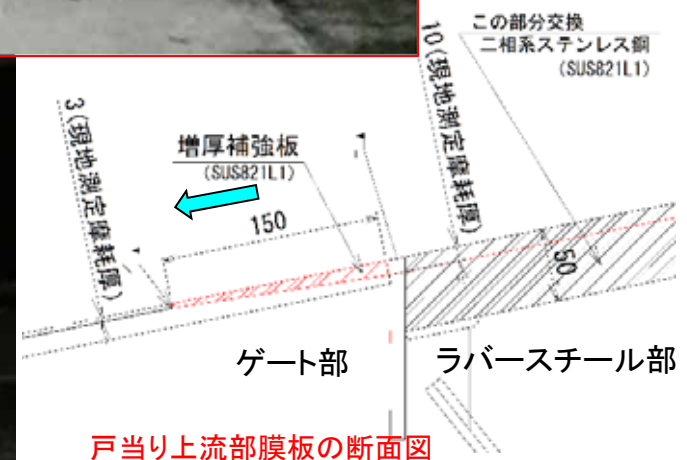 この部分交換
二相系ステンレス鋼
(SUS821L1)
10(現地測定摩耗厚)
3(現地測定摩耗厚)
増厚補強板
(SUS821L1)
150
50
ゲート部
ラバースチール部
戸当り上流部膜板の断面図